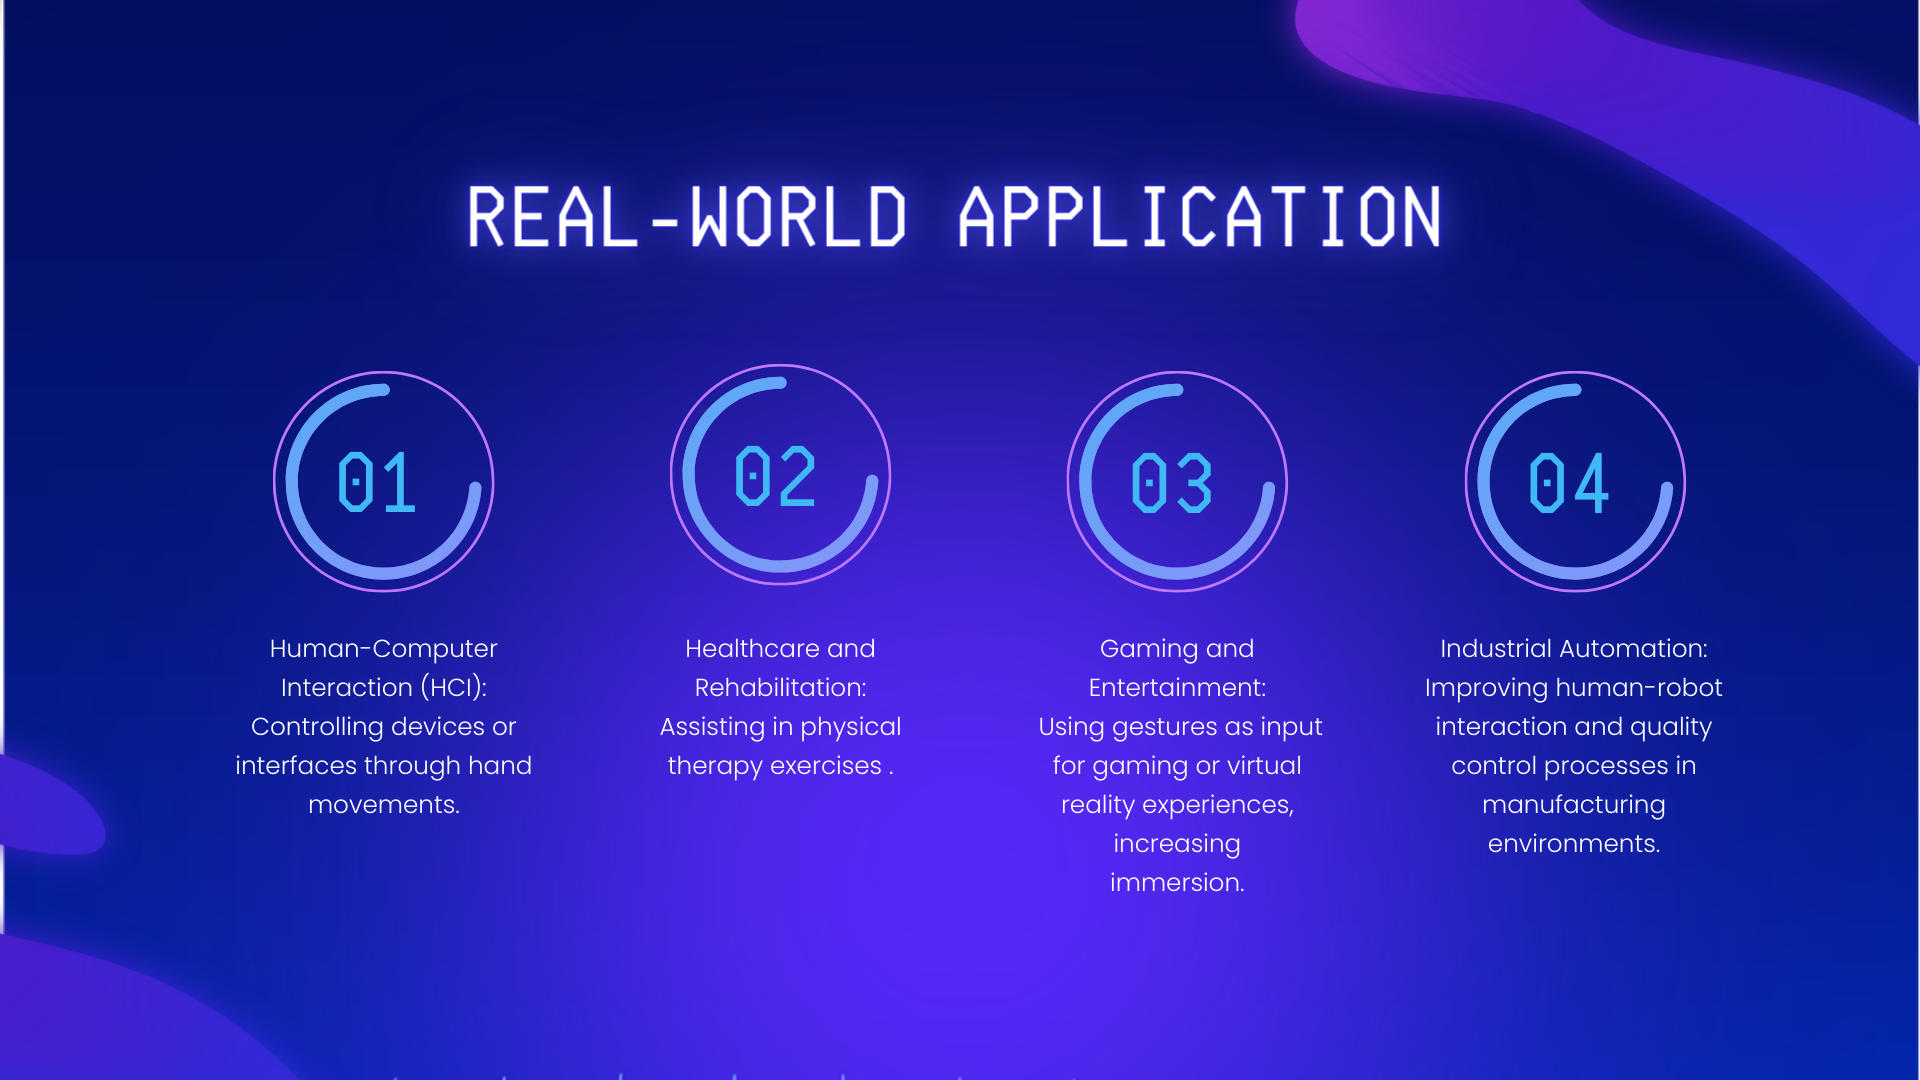 REAL-WORLD APPLICATION
01
Human-Computer
Interaction (HCI):
Controlling devices or
interfaces through hand
movements.
02
Healthcare and
Rehabilitation:
Assisting in physical
therapy exercises .
03
Gaming and
Entertainment:
Using gestures as input
for gaming or virtual
reality experiences,
increasing
immersion.
04
Industrial Automation:
Improving human-robot
interaction and quality
control processes in
manufacturing
environments.